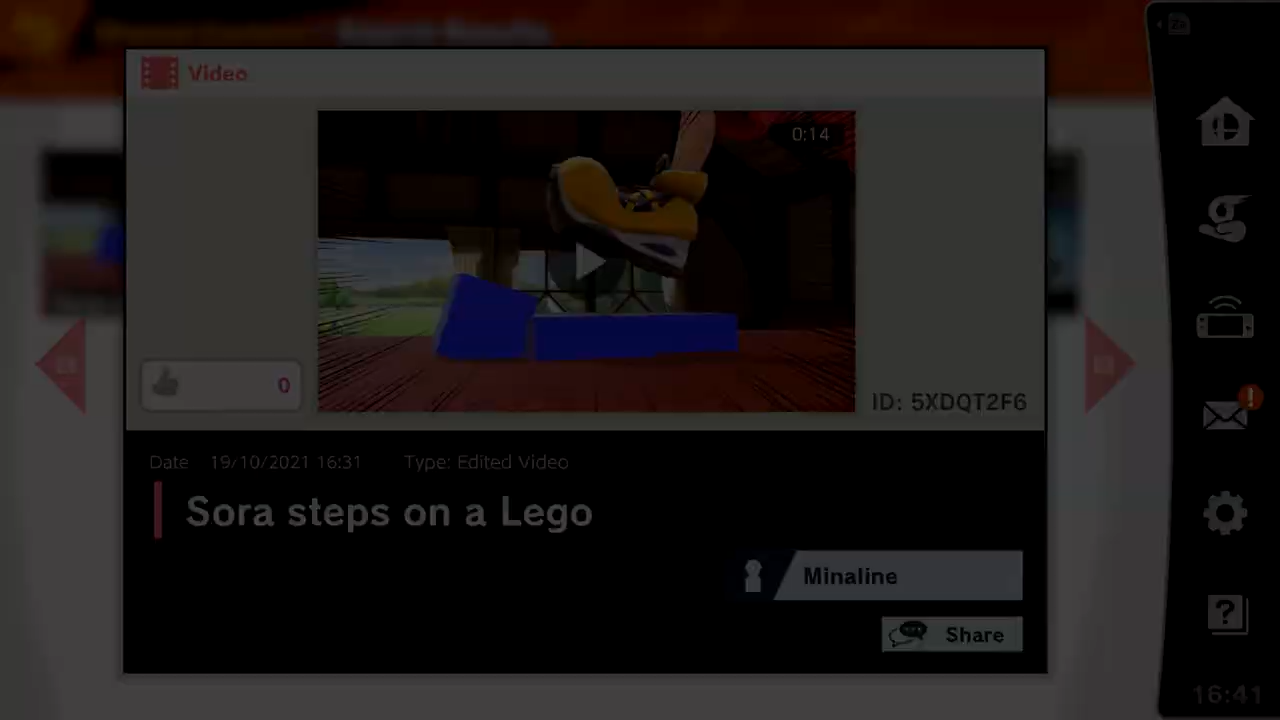 Video
0:14
0
ID: 5XDQT2F6
Date 19/10/2021 16:31 Type: Edited Video
Sora steps on a Lego
Minaline
Share
16:41